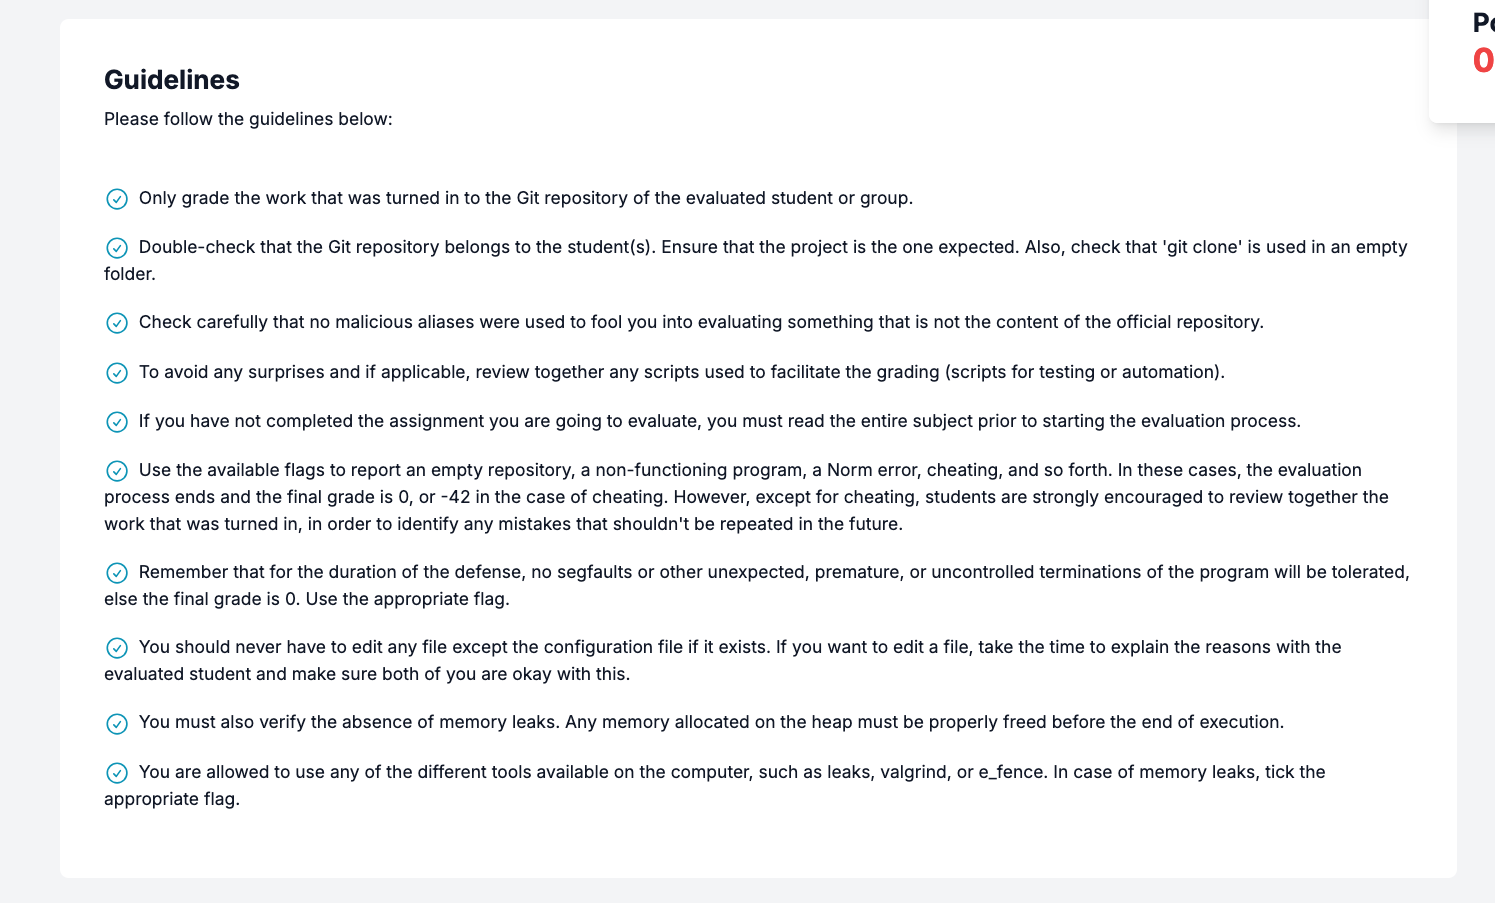 Guidelines
Please follow the guidelines below:
Only grade the work that was turned in to the Git repository of the evaluated student or group.
Double-check that the Git repository belongs to the student(s). Ensure that the project is the one expected. Also, check that 'git clone' is used in an empty
folder.
Check carefully that no malicious aliases were used to fool you into evaluating something that is not the content of the official repository.
To avoid any surprises and if applicable, review together any scripts used to facilitate the grading (scripts for testing or automation).
If you have not completed the assignment you are going to evaluate, you must read the entire subject prior to starting the evaluation process.
Use the available flags to report an empty repository, a non-functioning program, a Norm error, cheating, and so forth. In these cases, the evaluation
process ends and the final grade is 0, or -42 in the case of cheating. However, except for cheating, students are strongly encouraged to review together the
work that was turned in, in order to identify any mistakes that shouldn't be repeated in the future.
Remember that for the duration of the defense, no segfaults or other unexpected, premature, or uncontrolled terminations of the program will be tolerated,
else the final grade is 0. Use the appropriate flag.
You should never have to edit any file except the configuration file if it exists. If you want to edit a file, take the time to explain the reasons with the
evaluated student and make sure both of you are okay with this.
You must also verify the absence of memory leaks. Any memory allocated on the heap must be properly freed before the end of execution.
You are allowed to use any of the different tools available on the computer, such as leaks, valgrind, or e_fence. In case of memory leaks, tick the
appropriate flag.
0